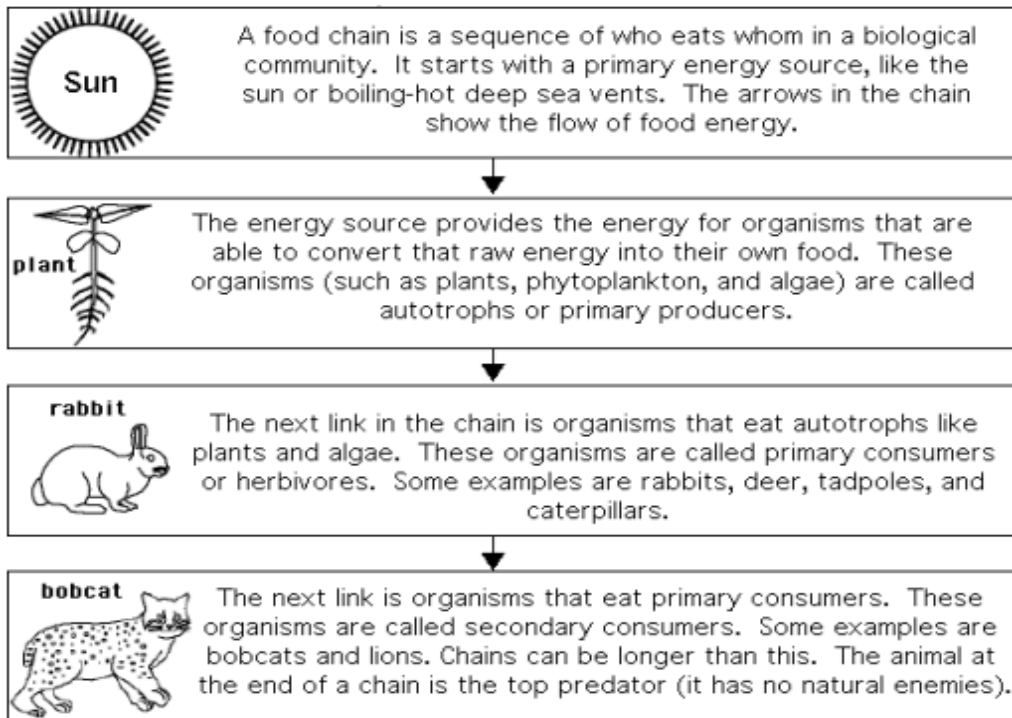 Sun
A food chain is a sequence of who eats whom in a biological
community. It starts with a primary energy source, like the
sun or boiling-hot deep sea vents. The arrows in the chain
show the flow of food energy.
plant
The energy source provides the energy for organisms that are
able to convert that raw energy into their own food. These
organisms (such as plants, phytoplankton, and algae) are called
autotrophs or primary producers.
rabbit
The next link in the chain is organisms that eat autotrophs like
plants and algae. These organisms are called primary consumers
or herbivores. Some examples are rabbits, deer, tadpoles, and
caterpillars.
bobcat
The next link is organisms that eat primary consumers. These
organisms are called secondary consumers. Some examples are
bobcats and lions. Chains can be longer than this. The animal at
the end of a chain is the top predator (it has no natural enemies).